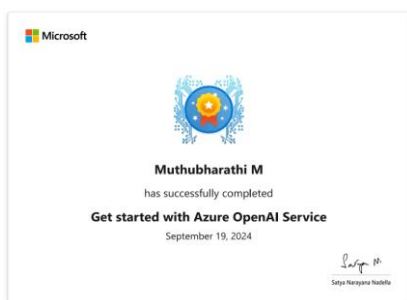 Microsoft
Muthubharathi M
has successfully completed
Get started with Azure OpenAI Service
September 19, 2024
Satya Narayana Nadella